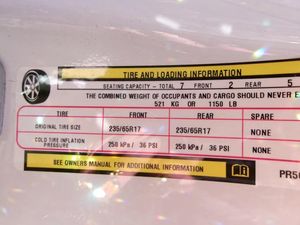 TIRE AND LOADING INFORMATION
SEATING CAPACITY - TOTAL 7 FRONT 2 REAR
THE COMBINED WEIGHT OF OCCUPANTS AND CARGO SHOULD NEVER
521 KG OR 1150 LB
TIRE FRONT REAR SPARE
ORIGINAL TIRE SIZE 235/65R17 235/65R17 NONE
COLD TIRE INFLATION PRESSURE 250 kPa / 36 PSI 250 kPa / 36 PSI NONE
SEE OWNERS MANUAL FOR ADDITIONAL INFORMATION